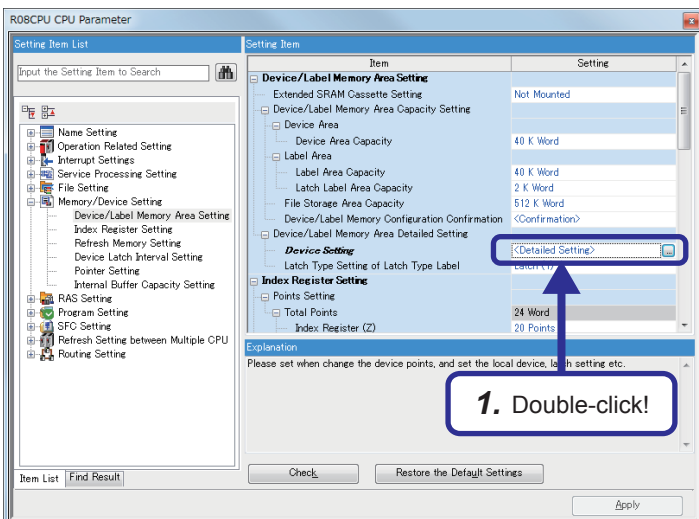 R08CPU CPU Parameter
Setting Item List
Input the Setting Item to Search
Name Setting
Operation Related Setting
Interrupt Settings
Service Processing Setting
File Setting
Memory/Device Setting
Device/Label Memory Area Setting
Index Register Setting
Refresh Memory Setting
Device Latch Interval Setting
Pointer Setting
Internal Buffer Capacity Setting
RAS Setting
Program Setting
SFC Setting
Refresh Setting between Multiple CPU
Routing Setting
Item List Find Result
Setting Item
Item Setting
Device/Label Memory Area Setting
Extended SRAM Cassette Setting Not Mounted
Device/Label Memory Area Capacity Setting
Device Area
Device Area Capacity 40 K Word
Label Area
Label Area Capacity 40 K Word
Latch Label Area Capacity 2 K Word
File Storage Area Capacity 512 K Word
Device/Label Memory Configuration Confirmation <Confirmation>
Device/Label Memory Area Detailed Setting
Device Setting <Detailed Setting> ...
Latch Type Setting of Latch Type Label Latch (1)
Index Register Setting
Points Setting
Total Points 24 Word
Index Register (Z) 20 Points
Explanation
Please set when change the device points, and set the local device, latch setting etc.
1. Double-click!
Check Restore the Default Settings
Apply